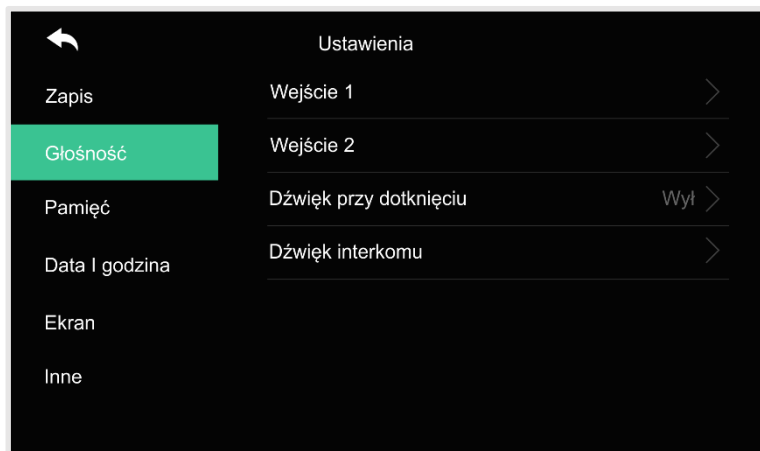 Ustawienia
Zapis
Głośność
Pamięć
Data I godzina
Ekran
Inne
Wejście 1
Wejście 2
Dźwięk przy dotknięciu Wył
Dźwięk interkomu